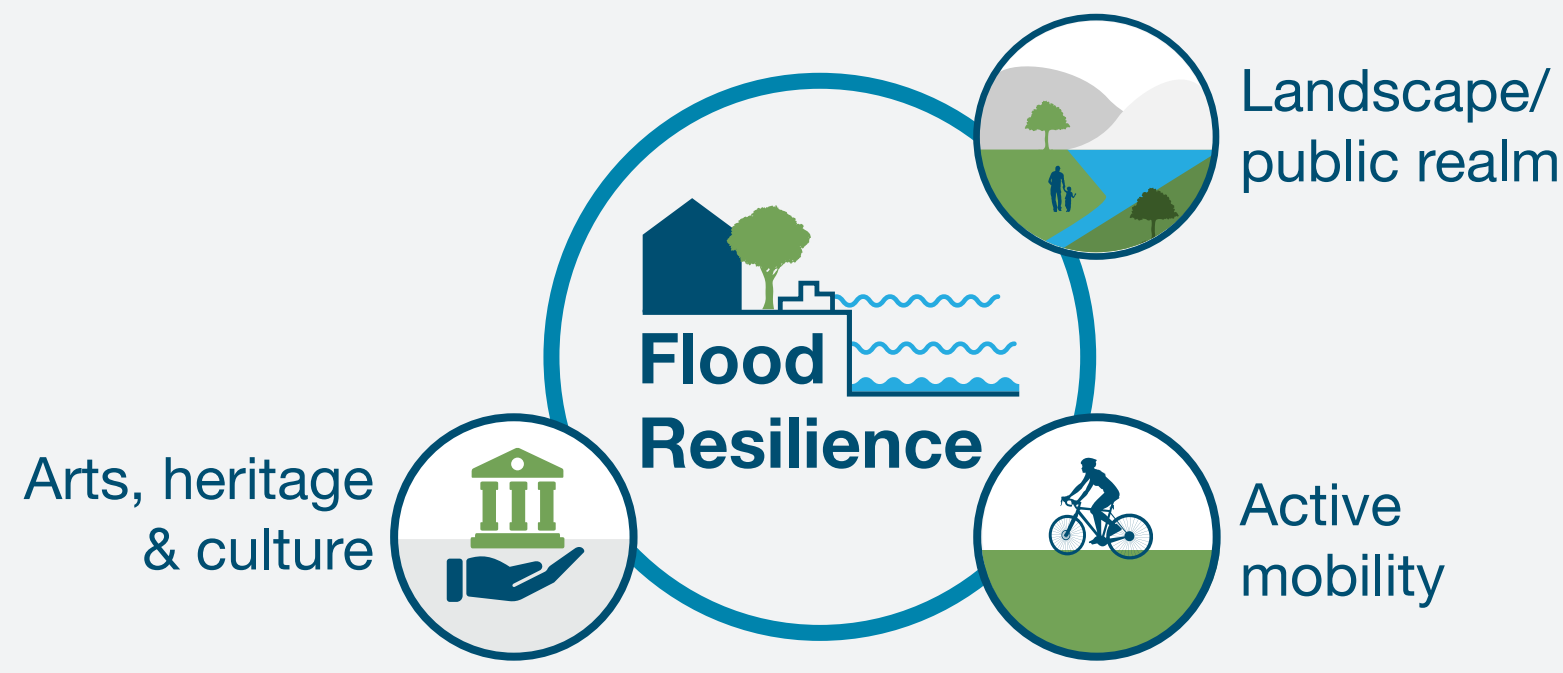 Landscape/
public realm
Flood
Resilience
Arts, heritage
& culture
Active
mobility